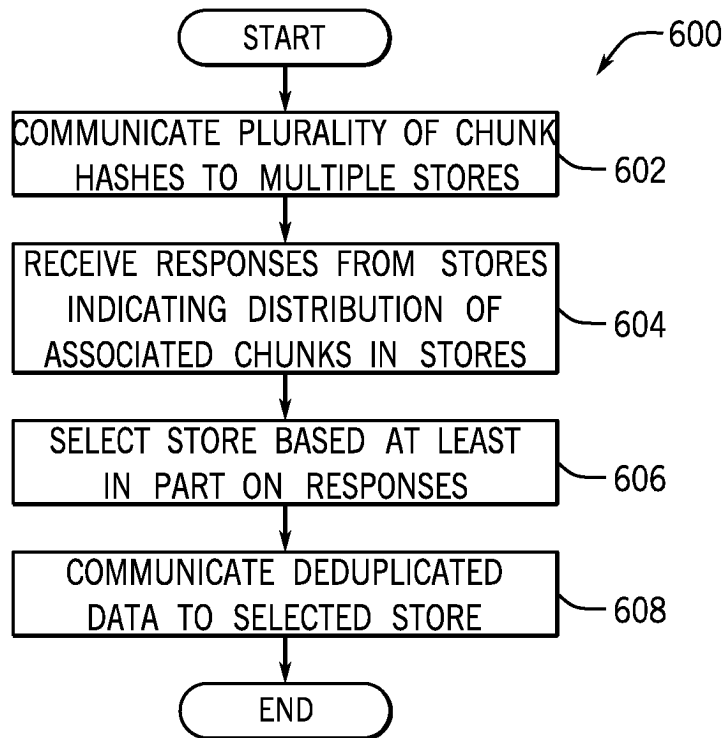 START
600
COMMUNICATE PLURALITY OF CHUNK
HASHES TO MULTIPLE STORES
602
RECEIVE RESPONSES FROM STORES
INDICATING DISTRIBUTION OF
ASSOCIATED CHUNKS IN STORES
604
SELECT STORE BASED AT LEAST
IN PART ON RESPONSES
606
COMMUNICATE DEDUPLICATED
DATA TO SELECTED STORE
608
END